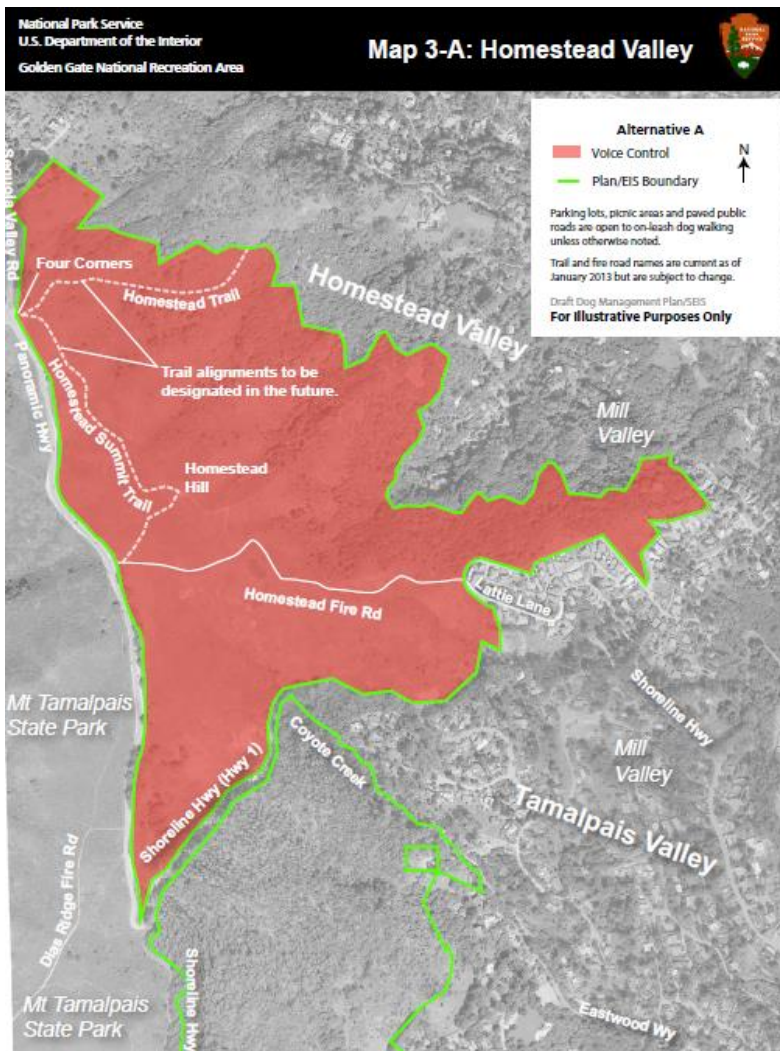 National Park Service
U.S. Department of the Interior
Golden Gate National Recreation Area
Map 3-A: Homestead Valley
Alternative A
Voice Control
Plan/EIS Boundary
N
Parking lots, picnic areas and paved public
roads are open to on-leash dog walking
unless otherwise noted.
Trail and fire road names are current as of
January 2013 but are subject to change.
Draft Dog Management Plan/SEIS
For Illustrative Purposes Only
Sequoia Valley Rd
Four Corners
Homestead Trail
Homestead Valley
Trail alignments to be
designated in the future.
Panoramic Hwy
Homestead Summit Trail
Homestead
Hill
Mill
Valley
Homestead Fire Rd
Lattie Lane
Mt Tamalpais
State Park
Shoreline Hwy (Hwy 1)
Coyote Creek
Shoreline Hwy
Mill
Valley
Tamalpais Valley
Dias Ridge Fire Rd
Shoreline Hwy
Mt Tamalpais
State Park
Eastwood Wy